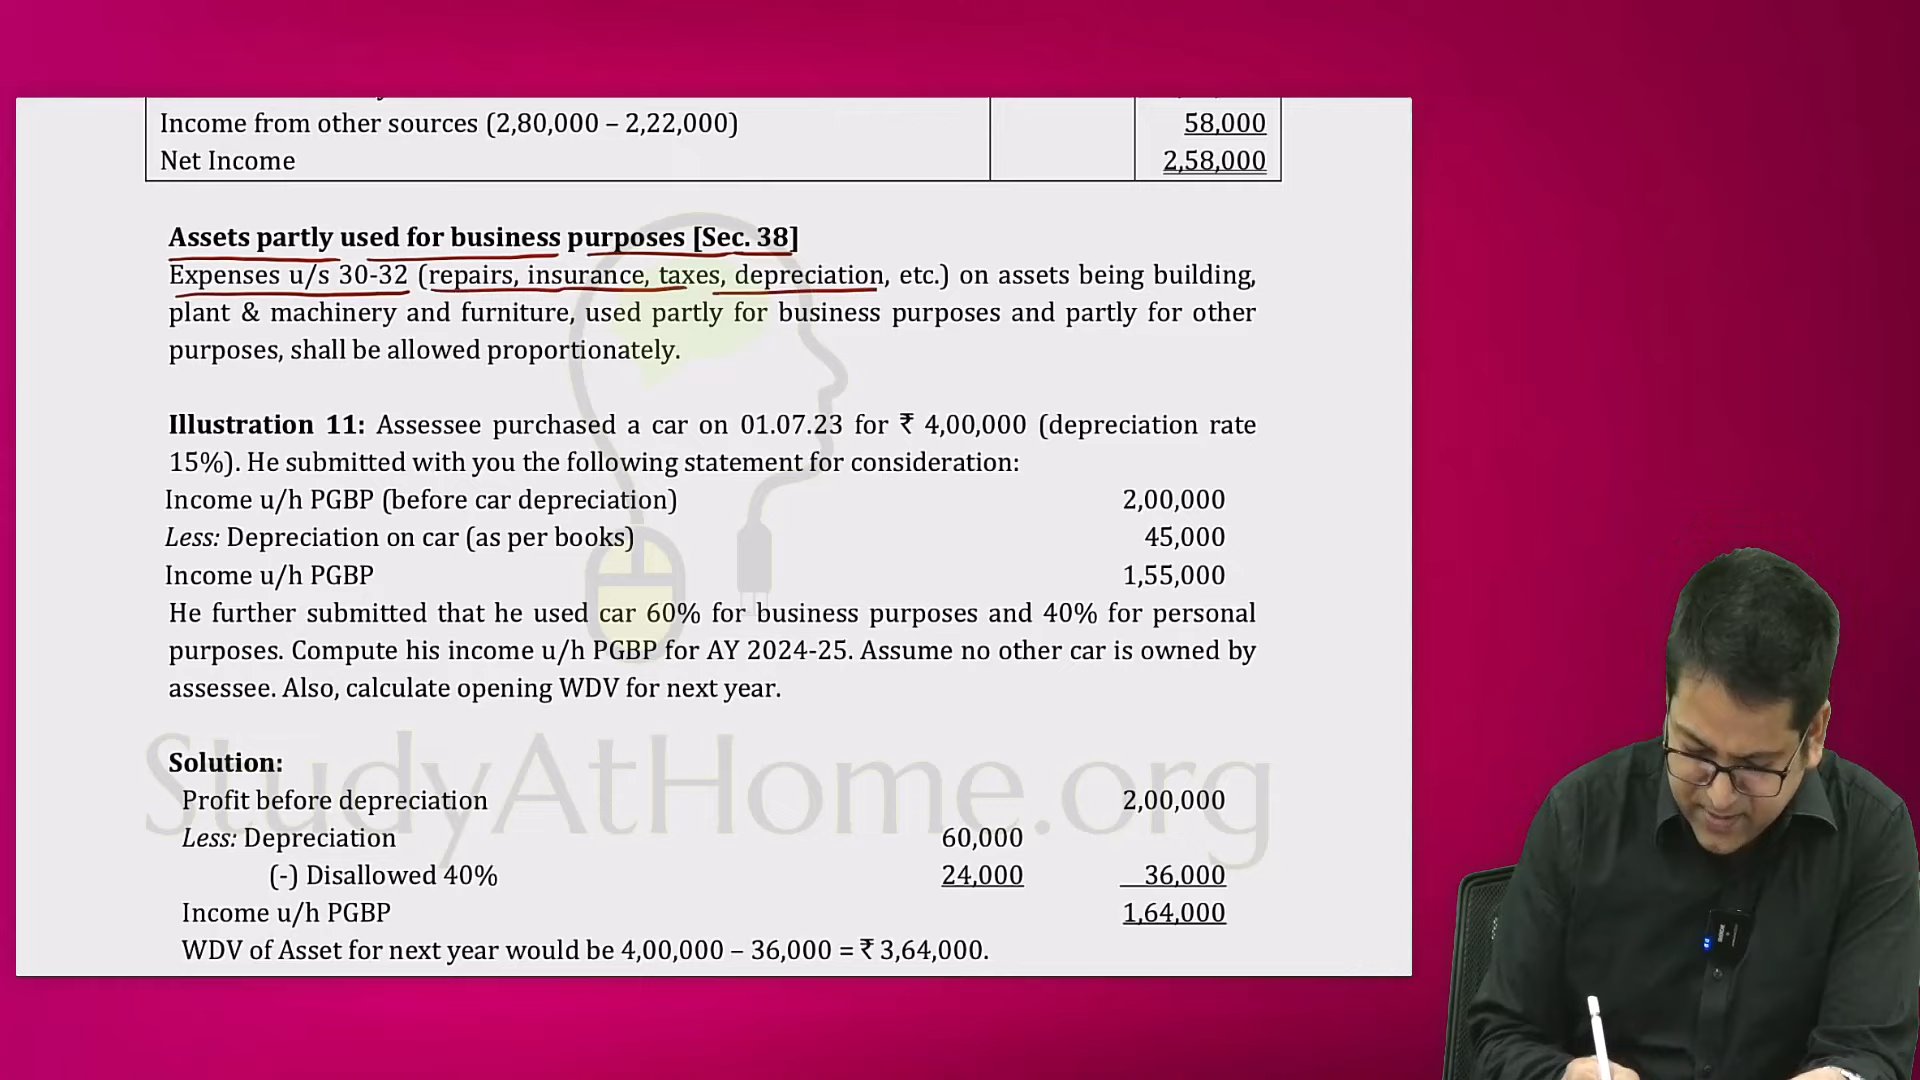 Income from other sources (2,80,000 – 2,22,000) 58,000
Net Income 2,58,000
Assets partly used for business purposes [Sec. 38]
Expenses u/s 30-32 (repairs, insurance, taxes, depreciation, etc.) on assets being building,
plant & machinery and furniture, used partly for business purposes and partly for other
purposes, shall be allowed proportionately.
Illustration 11: Assessee purchased a car on 01.07.23 for ₹ 4,00,000 (depreciation rate
15%). He submitted with you the following statement for consideration:
Income u/h PGBP (before car depreciation) 2,00,000
Less: Depreciation on car (as per books) 45,000
Income u/h PGBP 1,55,000
He further submitted that he used car 60% for business purposes and 40% for personal
purposes. Compute his income u/h PGBP for AY 2024-25. Assume no other car is owned by
assessee. Also, calculate opening WDV for next year.
StudyAtHome.org
Solution:
Profit before depreciation 2,00,000
Less: Depreciation 60,000
(-) Disallowed 40% 24,000 36,000
Income u/h PGBP 1,64,000
WDV of Asset for next year would be 4,00,000 – 36,000 = ₹ 3,64,000.